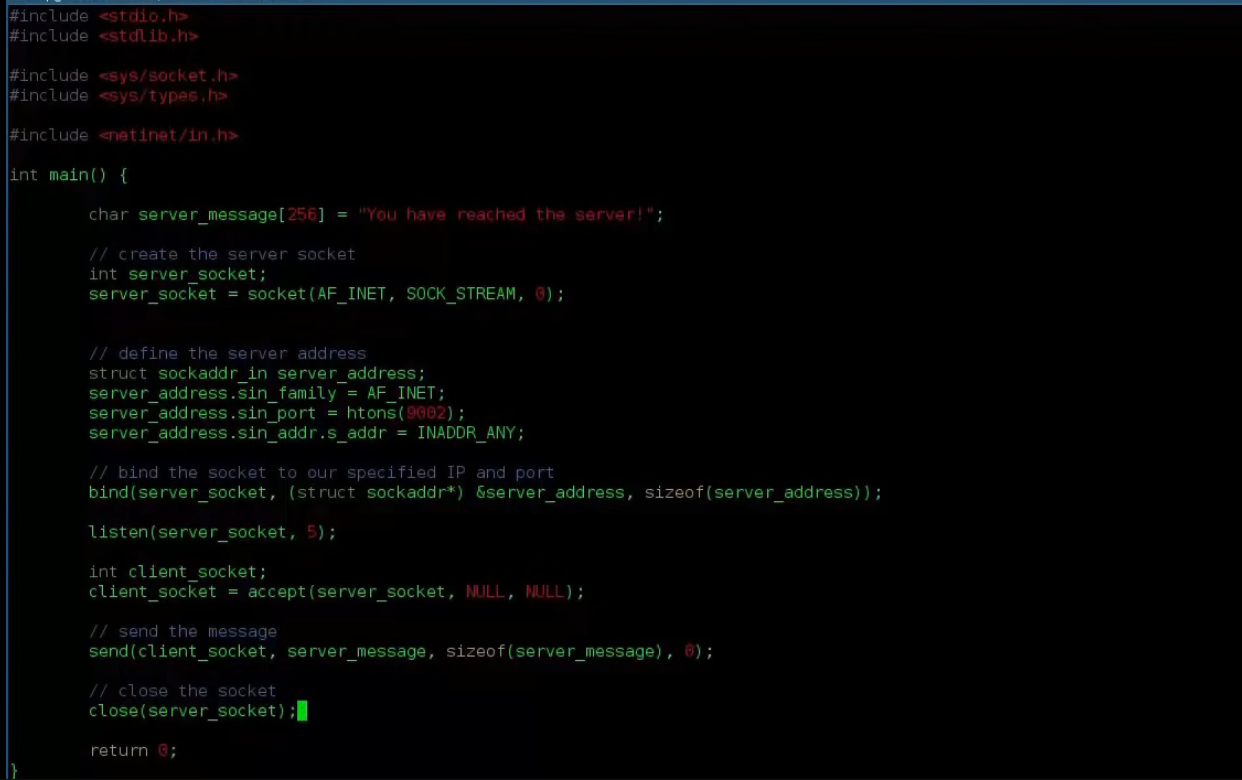 #include <stdio.h>
#include <stdlib.h>
#include <sys/socket.h>
#include <sys/types.h>
#include <netinet/in.h>
int main() {
char server_message[256] = "You have reached the server!";
// create the server socket
int server_socket;
server_socket = socket(AF_INET, SOCK_STREAM, 0);
// define the server address
struct sockaddr_in server_address;
server_address.sin_family = AF_INET;
server_address.sin_port = htons(9002);
server_address.sin_addr.s_addr = INADDR_ANY;
// bind the socket to our specified IP and port
bind(server_socket, (struct sockaddr*) &server_address, sizeof(server_address));
listen(server_socket, 5);
int client_socket;
client_socket = accept(server_socket, NULL, NULL);
// send the message
send(client_socket, server_message, sizeof(server_message), 0);
// close the socket
close(server_socket);
return 0;
}